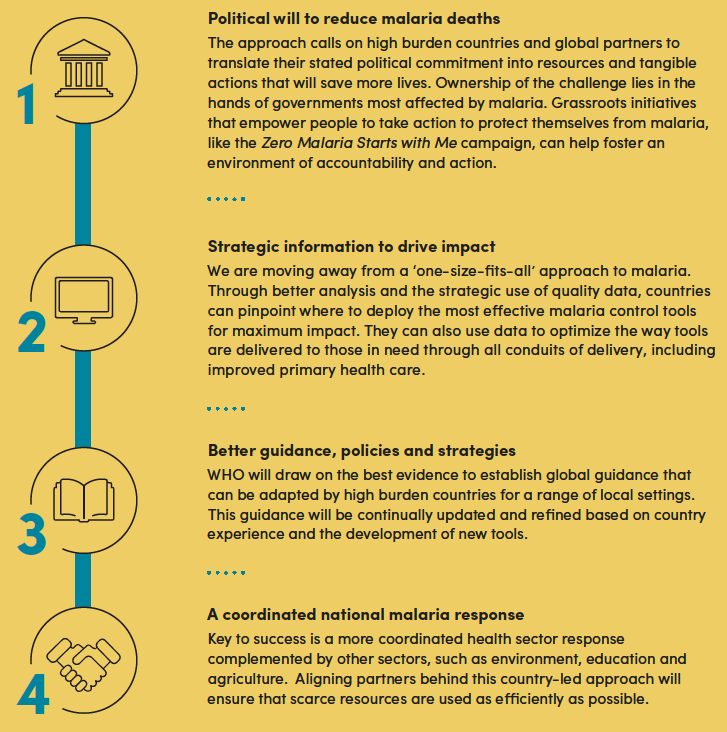 1
Political will to reduce malaria deaths
The approach calls on high burden countries and global partners to
translate their stated political commitment into resources and tangible
actions that will save more lives. Ownership of the challenge lies in the
hands of governments most affected by malaria. Grassroots initiatives
that empower people to take action to protect themselves from malaria,
like the Zero Malaria Starts with Me campaign, can help foster an
environment of accountability and action.
2
Strategic information to drive impact
We are moving away from a ‘one-size-fits-all’ approach to malaria.
Through better analysis and the strategic use of quality data, countries
can pinpoint where to deploy the most effective malaria control tools
for maximum impact. They can also use data to optimize the way tools
are delivered to those in need through all conduits of delivery, including
improved primary health care.
3
Better guidance, policies and strategies
WHO will draw on the best evidence to establish global guidance that
can be adapted by high burden countries for a range of local settings.
This guidance will be continually updated and refined based on country
experience and the development of new tools.
4
A coordinated national malaria response
Key to success is a more coordinated health sector response
complemented by other sectors, such as environment, education and
agriculture. Aligning partners behind this country-led approach will
ensure that scarce resources are used as efficiently as possible.